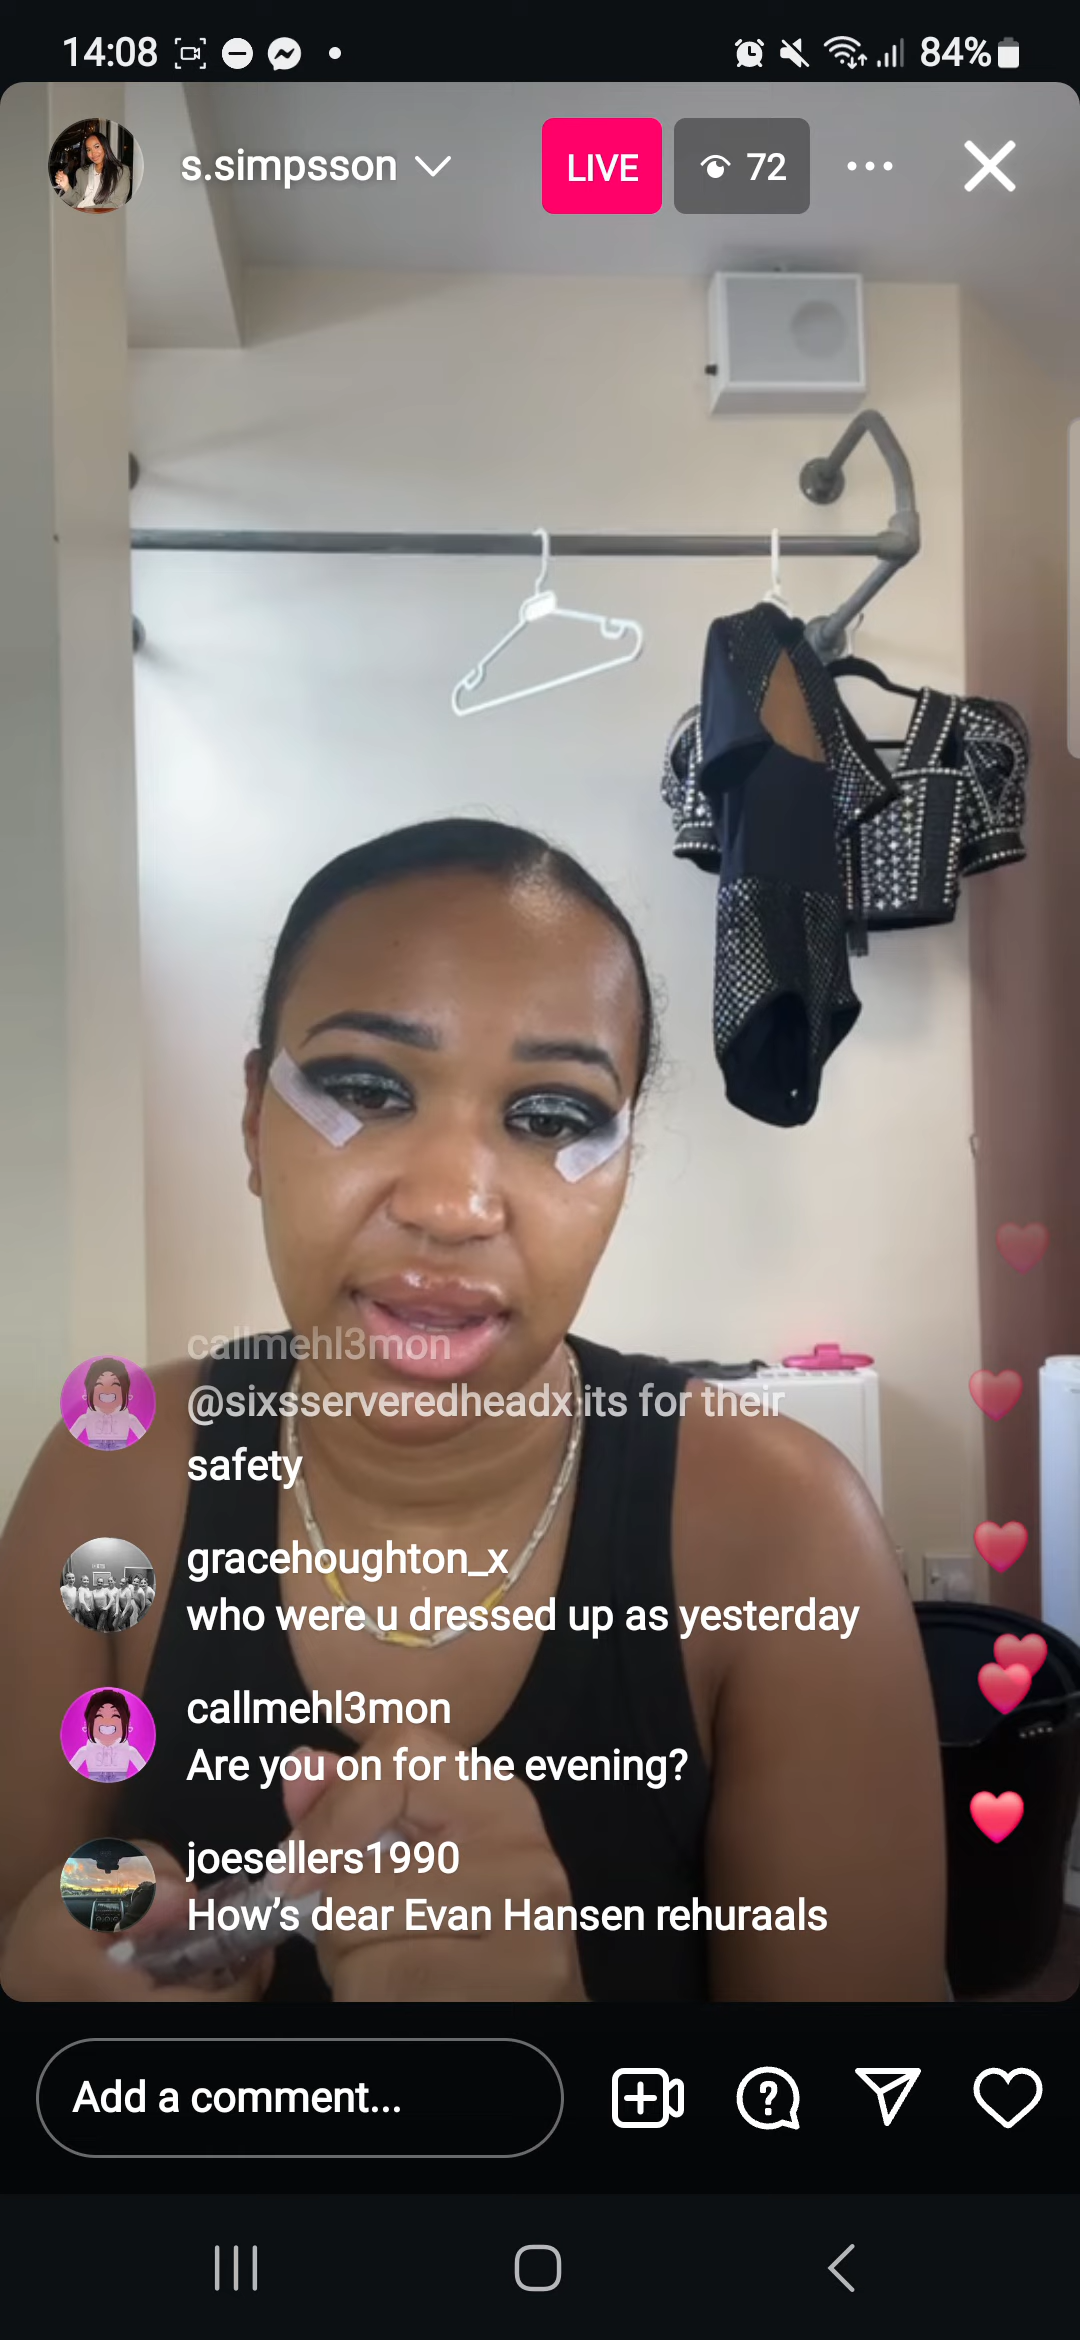 14:08
84%
s.simpsson
LIVE
72
callmehl3mon
@sixsserveredheadx its for their
safety
gracehoughton_x
who were u dressed up as yesterday
callmehl3mon
Are you on for the evening?
joesellers1990
How’s dear Evan Hansen rehuraals
Add a comment...